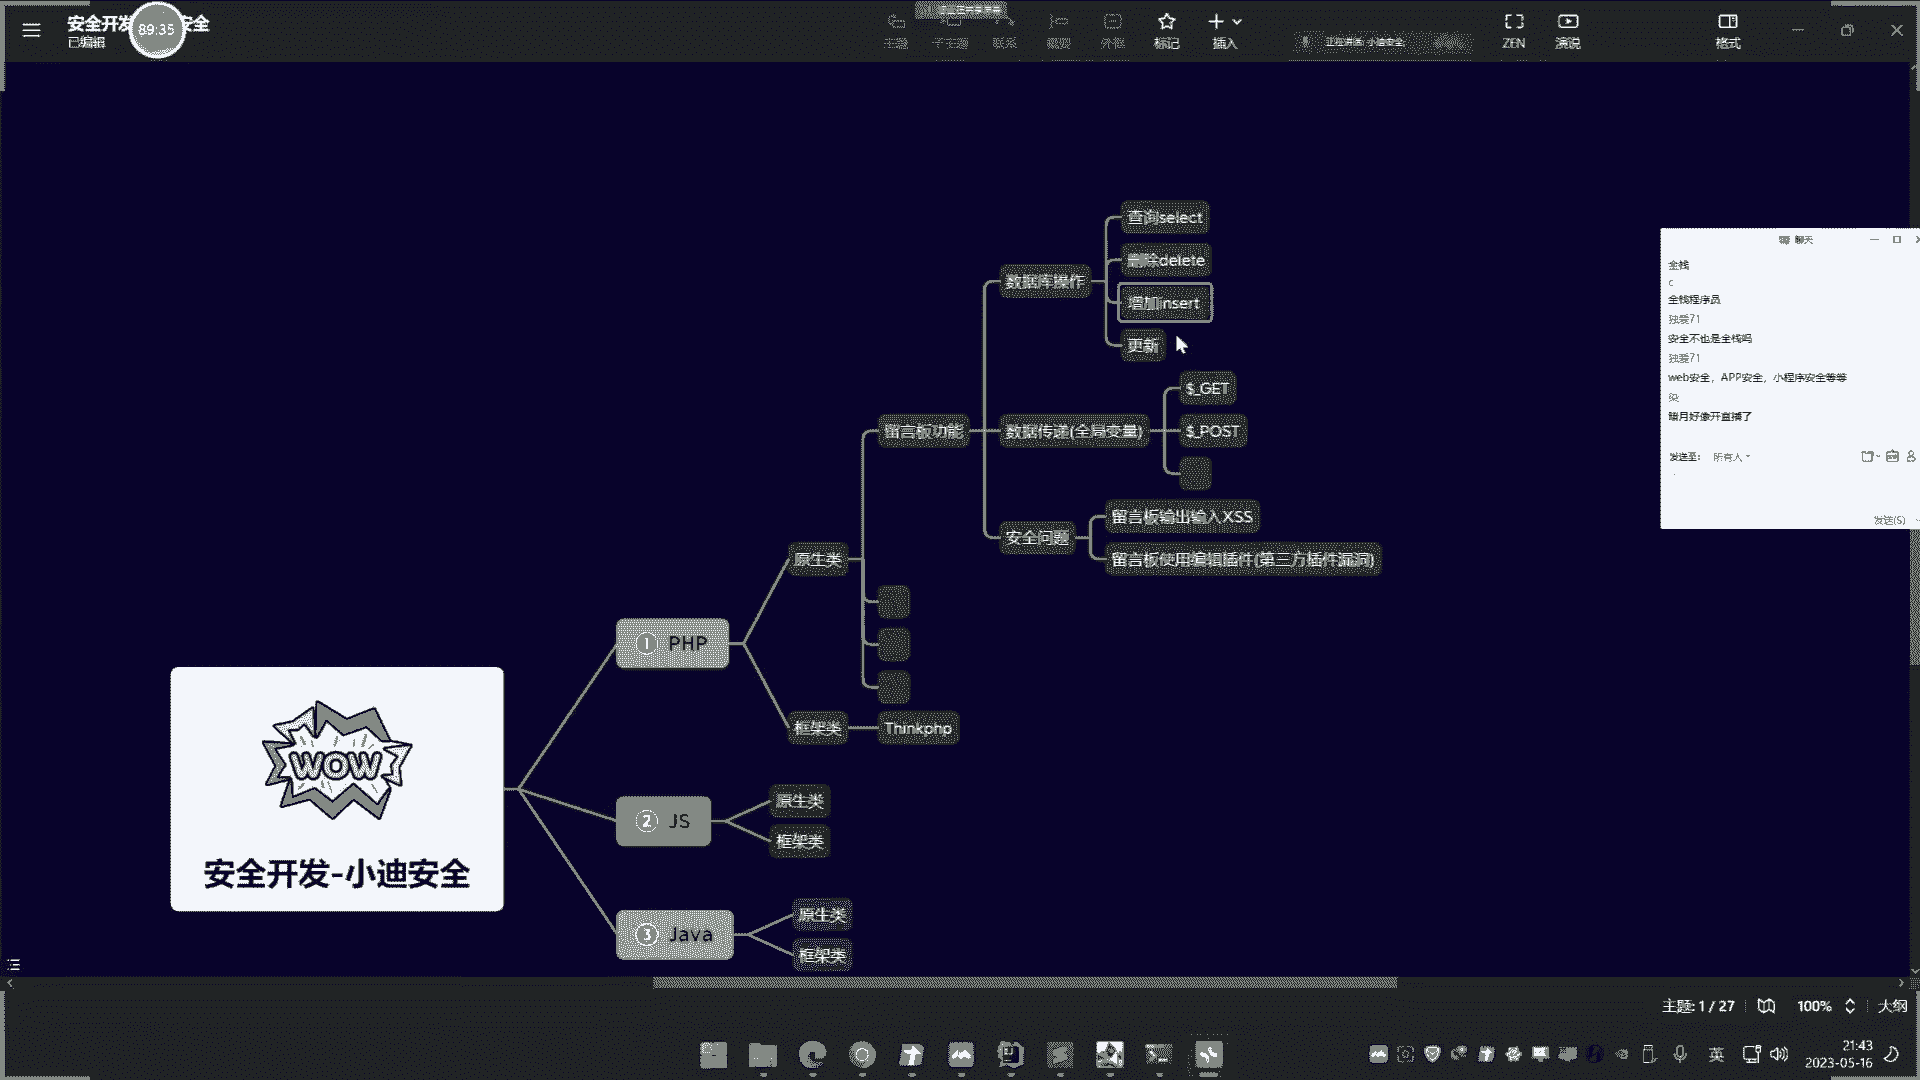 安全开发
安全
已编辑
89:35
主题
子主题
联系
概要
外框
标记
插入
正在讲话: 小迪安全;
ZEN
演说
格式
查询select
删除delete
增加insert
更新
数据库操作
$_GET
$_POST
数据传递(全局变量)
留言板功能
留言板输出输入XSS
留言板使用编辑插件(第三方插件漏洞)
安全问题
原生类
1 PHP
框架类
Thinkphp
WOW
安全开发-小迪安全
2 JS
原生类
框架类
3 Java
原生类
框架类
聊天
全栈
c
全栈程序员
独爱71
安全不也是全栈吗
独爱71
web安全，APP安全，小程序安全等等
染
暗月好像开直播了
发送至: 所有人
发送(S)
主题: 1 / 27
100%
大纲
英
21:43
2023-05-16